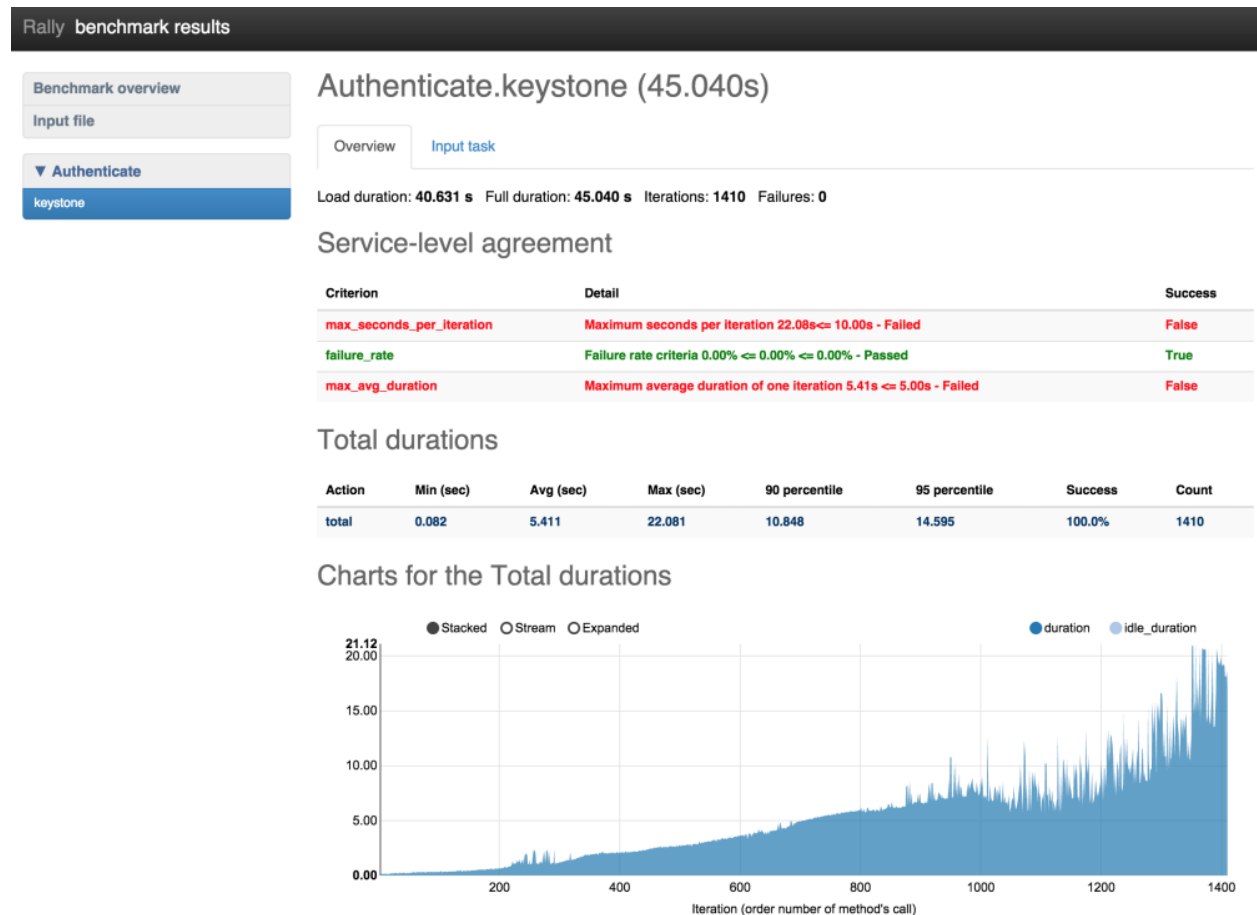 Rally benchmark results
Benchmark overview
Input file
▼ Authenticate
keystone
Authenticate.keystone (45.040s)
Overview Input task
Load duration: 40.631 s Full duration: 45.040 s Iterations: 1410 Failures: 0
Service-level agreement
Criterion Detail Success
max_seconds_per_iteration Maximum seconds per iteration 22.08s<= 10.00s - Failed False
failure_rate Failure rate criteria 0.00% <= 0.00% <= 0.00% - Passed True
max_avg_duration Maximum average duration of one iteration 5.41s <= 5.00s - Failed False
Total durations
Action Min (sec) Avg (sec) Max (sec) 90 percentile 95 percentile Success Count
total 0.082 5.411 22.081 10.848 14.595 100.0% 1410
Charts for the Total durations
Stacked Stream Expanded duration idle_duration
21.12
20.00
15.00
10.00
5.00
0.00
200 400 600 800 1000 1200 1400
Iteration (order number of method's call)